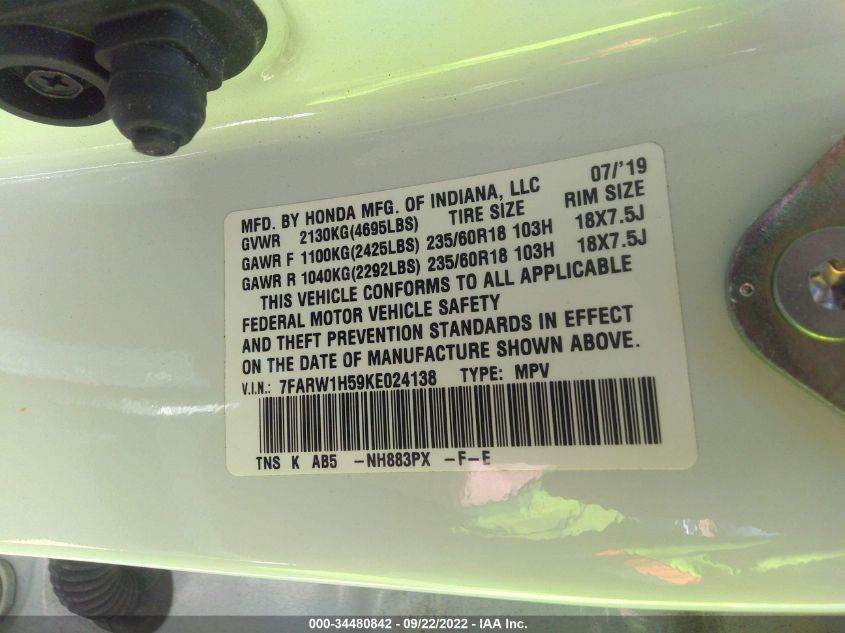 MFD. BY HONDA MFG. OF INDIANA, LLC 07/'19
GVWR 2130KG(4695LBS) TIRE SIZE RIM SIZE
GAWR F 1100KG(2425LBS) 235/60R18 103H 18X7.5J
GAWR R 1040KG(2292LBS) 235/60R18 103H 18X7.5J
THIS VEHICLE CONFORMS TO ALL APPLICABLE
FEDERAL MOTOR VEHICLE SAFETY
AND THEFT PREVENTION STANDARDS IN EFFECT
ON THE DATE OF MANUFACTURE SHOWN ABOVE.
V.I.N.: 7FARW1H59KE024138 TYPE: MPV
TNS K AB5 -NH883PX -F-E
000-34480842 - 09/22/2022 - IAA Inc.